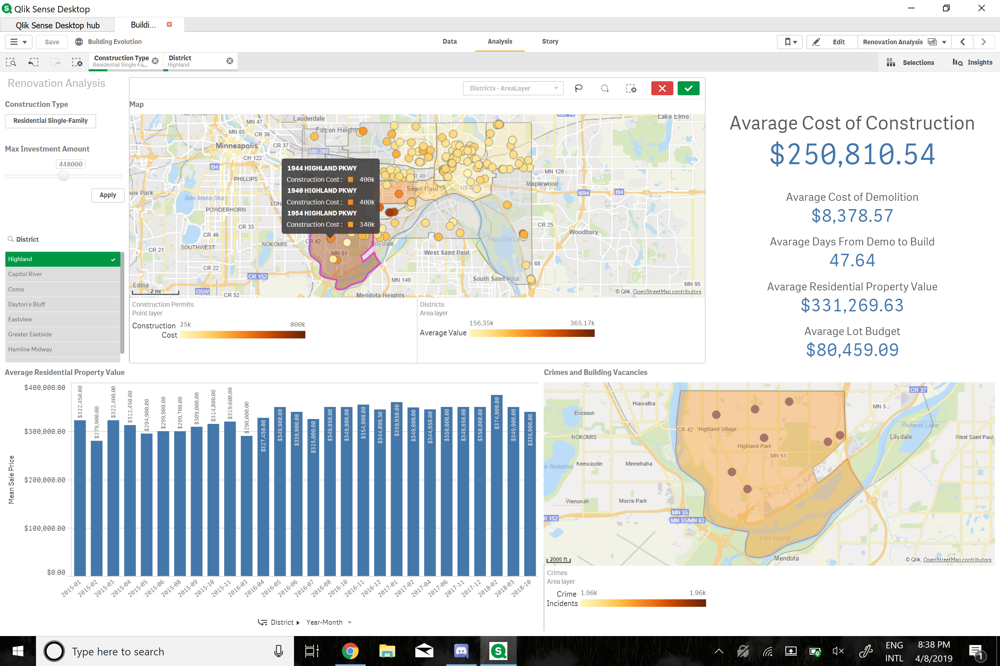 Qlik Sense Desktop
Qlik Sense Desktop hub
Buildi...
Save
Building Evolution
Data
Analysis
Story
Edit
Renovation Analysis
Construction Type
Residential Single-Fa...
District
Highland
Selections
Insights
Renovation Analysis
Construction Type
Residential Single-Family
Max Investment Amount
448000
Apply
District
Highland
Capitol River
Como
Dayton's Bluff
Eastview
Greater Eastside
Hamline Midway
Districts - AreaLayer
Map
Lauderdale
Lake Elmo
MN 47
Falcon Height
MN 65
CR 36
Minneapolis
CR 37
MN 280
CH 122
I94
PHILLIPS
uis Park
Bde Maka Ska
POWDERHORN
LONG
CR 33
CR 46
NOKOMIS
CR 42
CR 21
SOUTHWEST
MN 51
CR 22
CR 152
Edina
2 mi
I35W
CR 52
R 49
Saint Paul
US 6
MN 120
Maplewood
I694
I94
CR 25
Woodbury
Pigs Eye La
Lilydale
West Saint Paul
R 68
MN 149
South Saint Paul
MN 95
Mendota Heights
© Qlik, OpenStreetMap contributors
1944 HIGHLAND PKWY
Construction Cost : 400k
1940 HIGHLAND PKWY
Construction Cost : 400k
1954 HIGHLAND PKWY
Construction Cost : 340k
Construction Permits
Point layer
Construction Cost
25k
800k
Districts
Area layer
Average Value
156.35k
365.17k
Avarage Cost of Construction
$250,810.54
Avarage Cost of Demolition
$8,378.57
Avarage Days From Demo to Build
47.64
Avarage Residential Property Value
$331,269.63
Avarage Lot Budget
$80,459.09
Average Residential Property Value
Mean Sale Price
$400,000.00
$300,000.00
$200,000.00
$100,000.00
$0.00
$322,450.00
$279,900.00
$322,400.00
$312,450.00
$294,900.00
$299,900.00
$299,700.00
$309,000.00
$314,800.00
$319,600.00
$290,000.00
$327,450.00
$349,900.00
$339,900.00
$325,000.00
$349,950.00
$349,900.00
$354,900.00
$344,899.50
$359,950.00
$349,000.00
$344,950.00
$350,000.00
$349,950.00
$350,000.00
$374,900.00
$349,900.00
$339,900.00
2015-01
2015-02
2015-03
2015-04
2015-05
2015-06
2015-08
2015-09
2015-10
2015-11
2016-03
2016-04
2016-05
2016-06
2016-07
2016-08
2016-10
2016-11
2016-12
2017-01
2017-02
2017-04
2017-06
2017-11
2017-12
2018-02
2018-03
2018-10
District
Year-Month
Crimes and Building Vacancies
CR 37
Hiawatha
MN 5
Ericsson
Pickerel Lake
CR 42
Highland Village
NOKOMIS
Lilydale
West Saint Paul
Highland Park
MN 51
e Nokomis
Keewaydin
Minnehaha
Wenonah
Morris Park
MN 55
R 152
MN 55/MN 62
Pike Island
2000 ft
Mendota
© Qlik, OpenStreetMap contributors
Crimes
Area layer
Crime Incidents
1.96k
1.96k
Type here to search
ENG
INTL
8:38 PM
4/8/2019
1